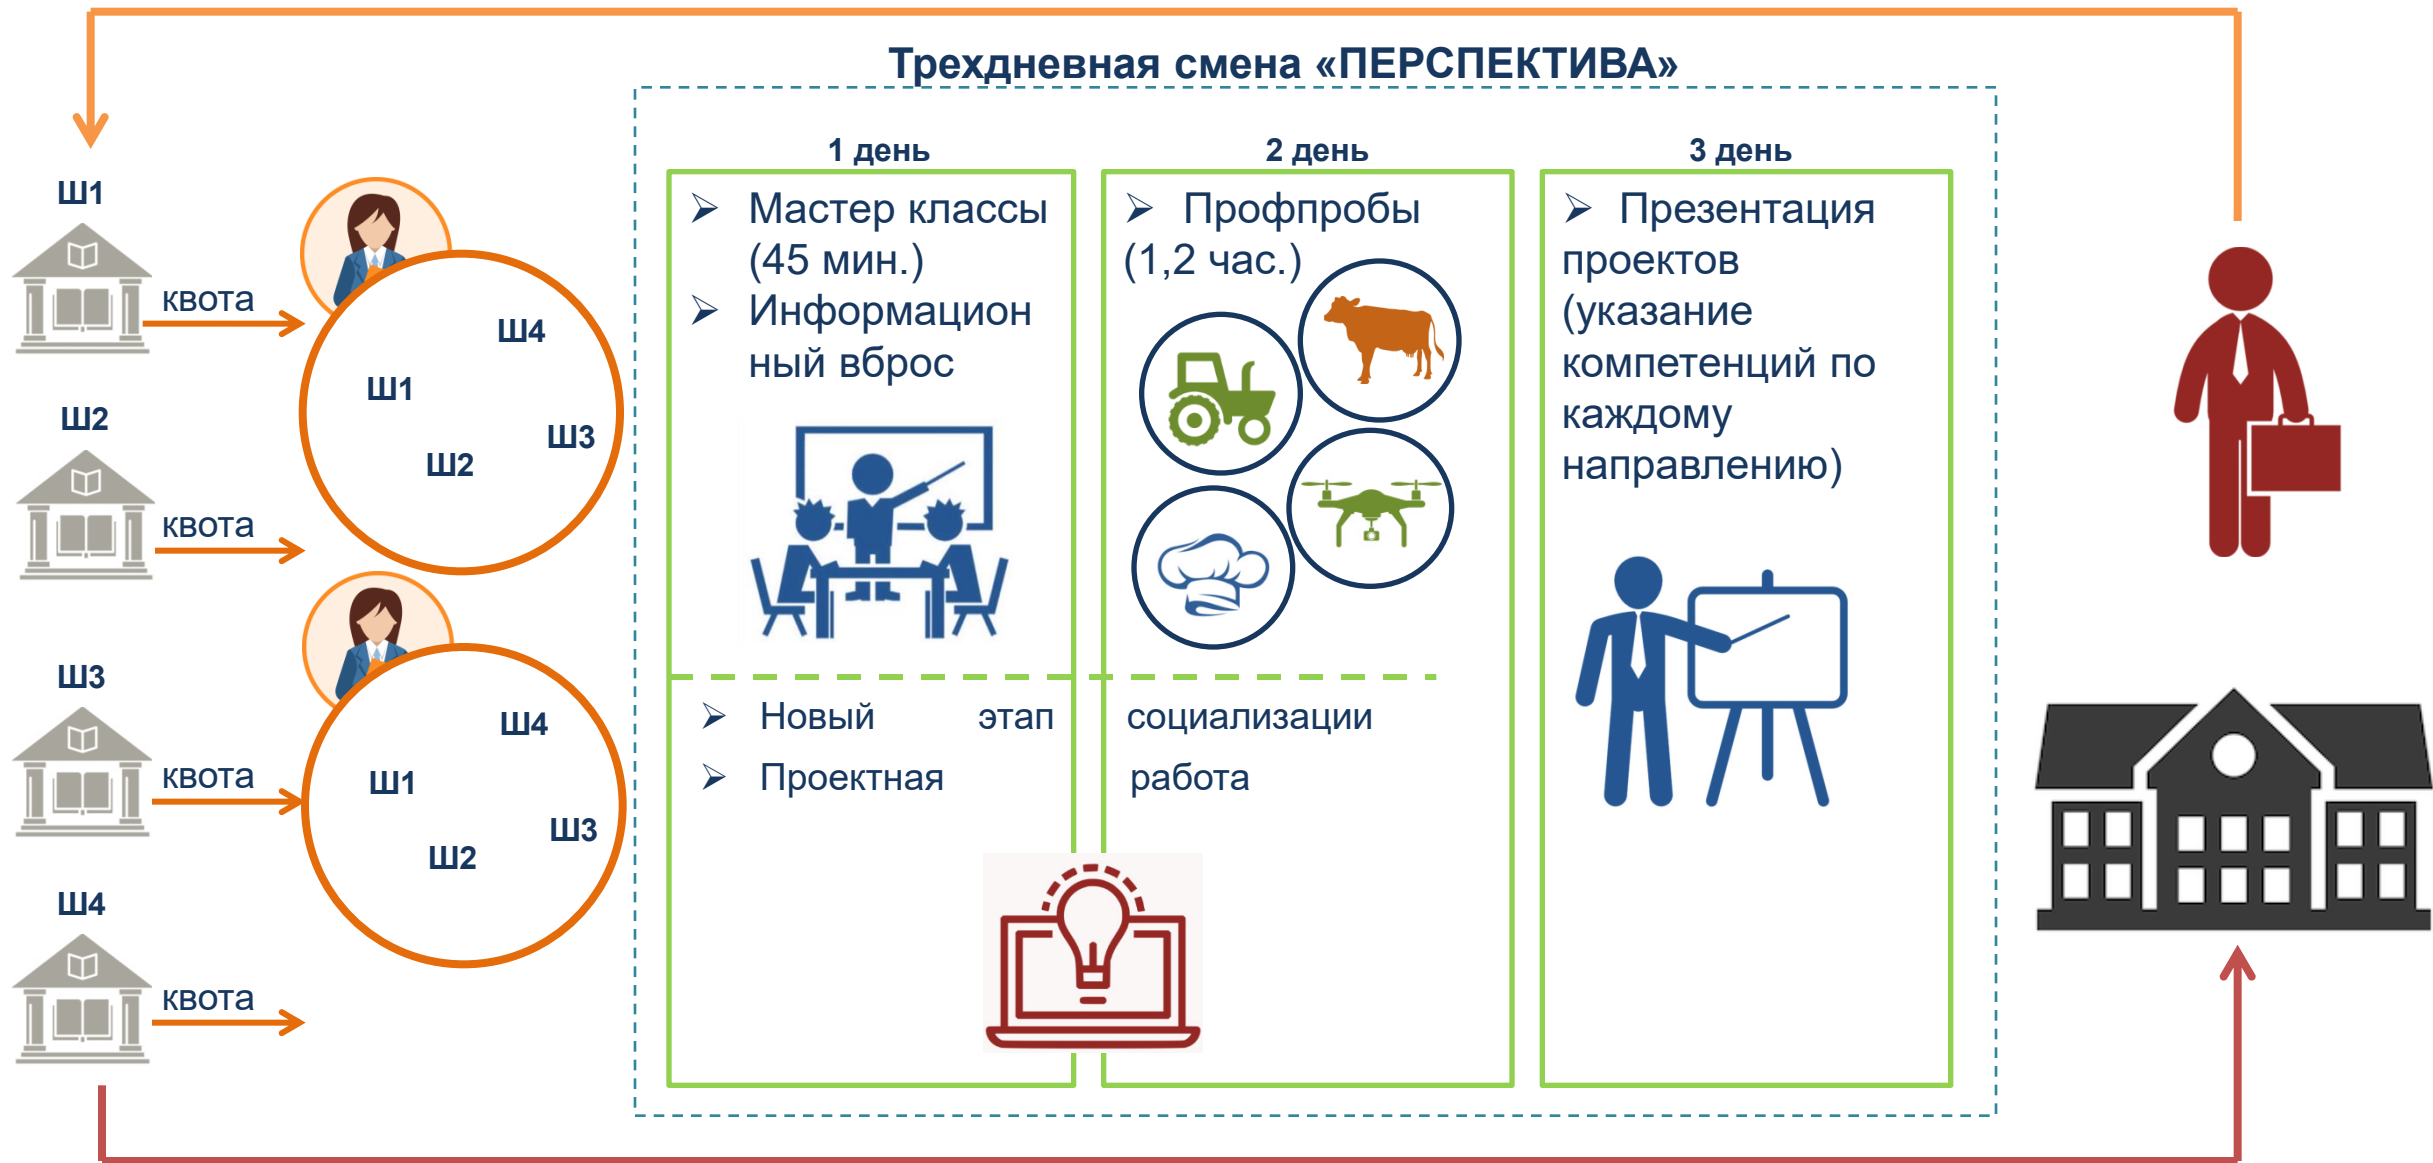 Трехдневная смена «ПЕРСПЕКТИВА»
Ш1
квота
Ш2
квота
Ш3
квота
Ш4
квота
Ш4
Ш1
Ш3
Ш2
Ш4
Ш1
Ш3
Ш2
1 день
➢ Мастер классы
(45 мин.)
➢ Информацион
ный вброс
2 день
➢ Профпробы
(1,2 час.)
➢ Новый этап социализации
➢ Проектная работа
3 день
➢ Презентация
проектов
(указание
компетенций по
каждому
направлению)